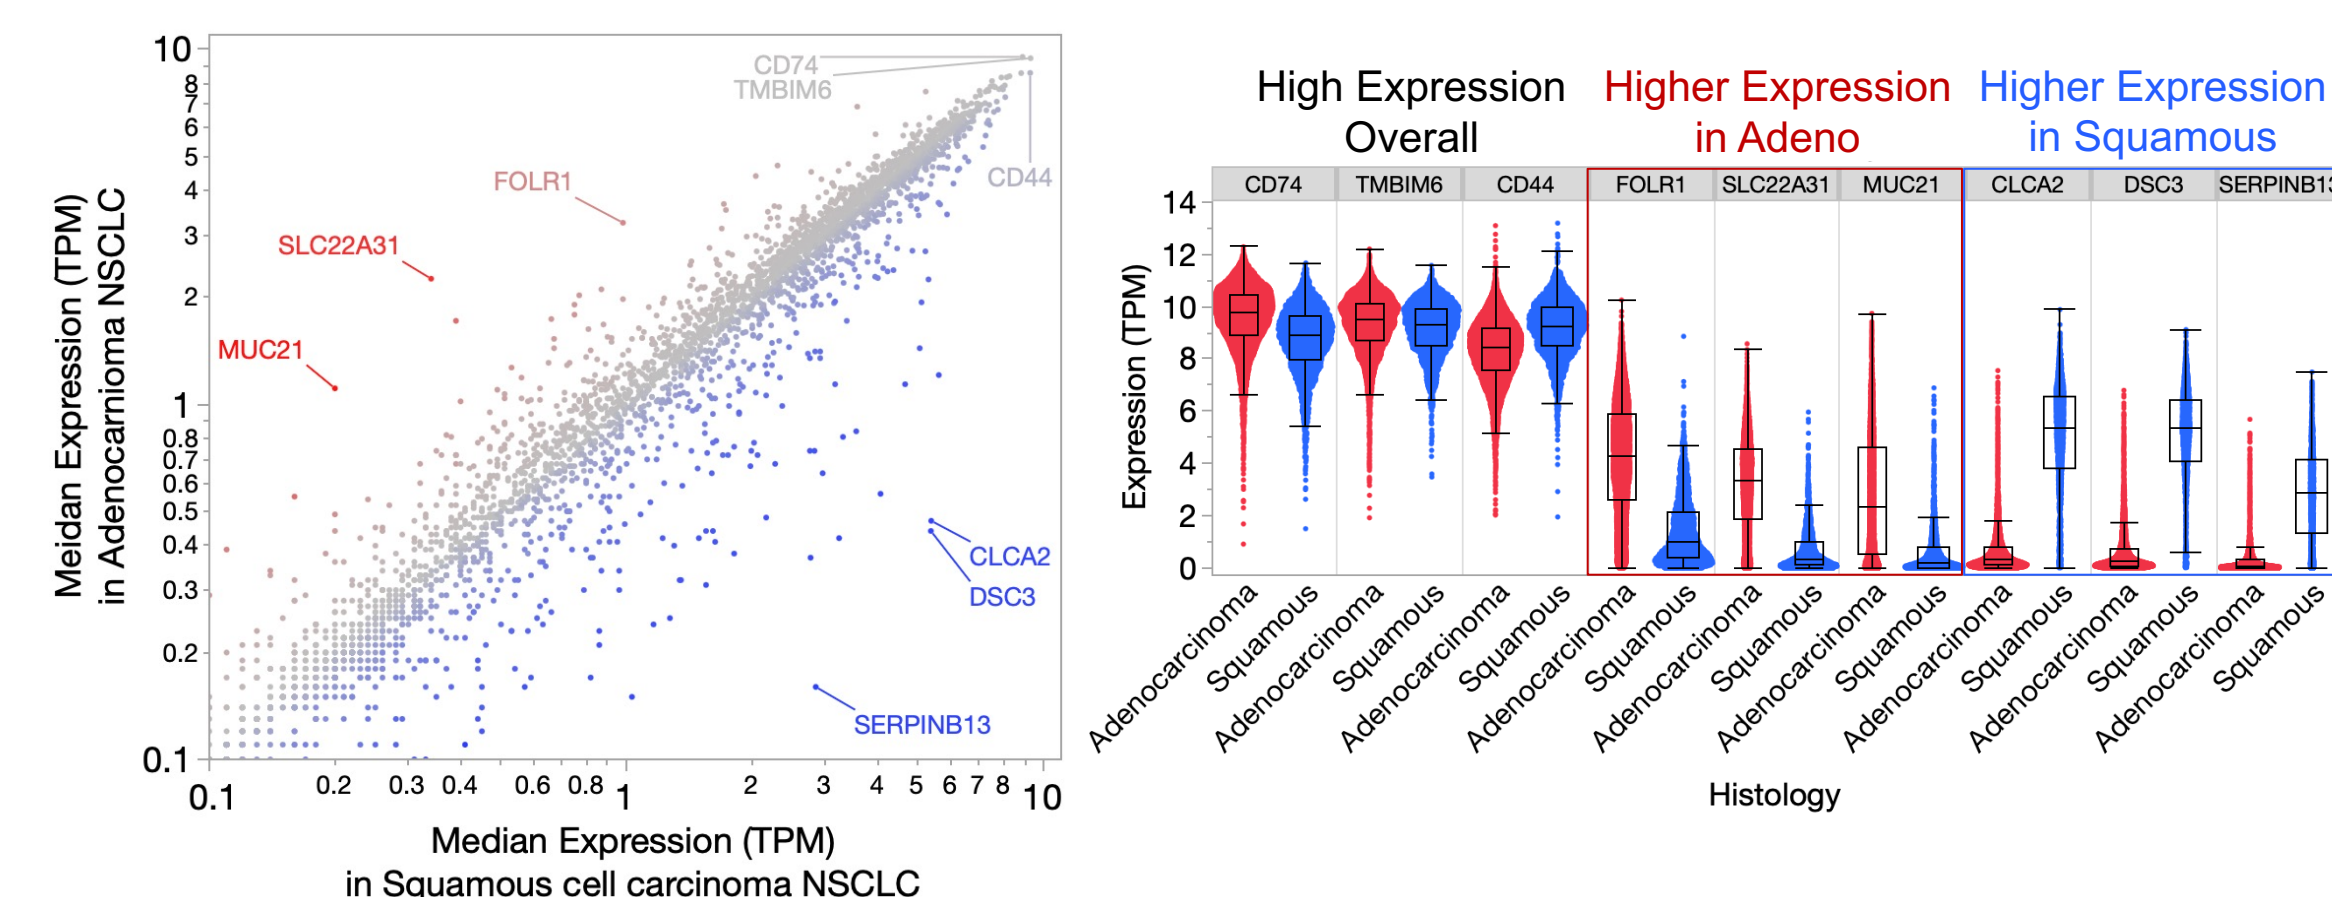 10
8
7
6
5
4
3
2
1
0.8
0.7
0.6
0.5
0.4
0.3
0.2
0.1
Meidan Expression (TPM)
in Adenocarnioma NSCLC
CD74
TMBIM6
CD44
FOLR1
SLC22A31
MUC21
CLCA2
DSC3
SERPINB13
0.1 0.2 0.3 0.4 0.6 0.8 1 2 3 4 5 6 7 8 10
Median Expression (TPM)
in Squamous cell carcinoma NSCLC
High Expression
Overall
Higher Expression
in Adeno
Higher Expression
in Squamous
CD74 TMBIM6 CD44 FOLR1 SLC22A31 MUC21 CLCA2 DSC3 SERPINB13
14
12
10
8
6
4
2
0
Expression (TPM)
Adenocarcinoma
Squamous
Adenocarcinoma
Squamous
Adenocarcinoma
Squamous
Adenocarcinoma
Squamous
Adenocarcinoma
Squamous
Adenocarcinoma
Squamous
Adenocarcinoma
Squamous
Adenocarcinoma
Squamous
Adenocarcinoma
Squamous
Histology